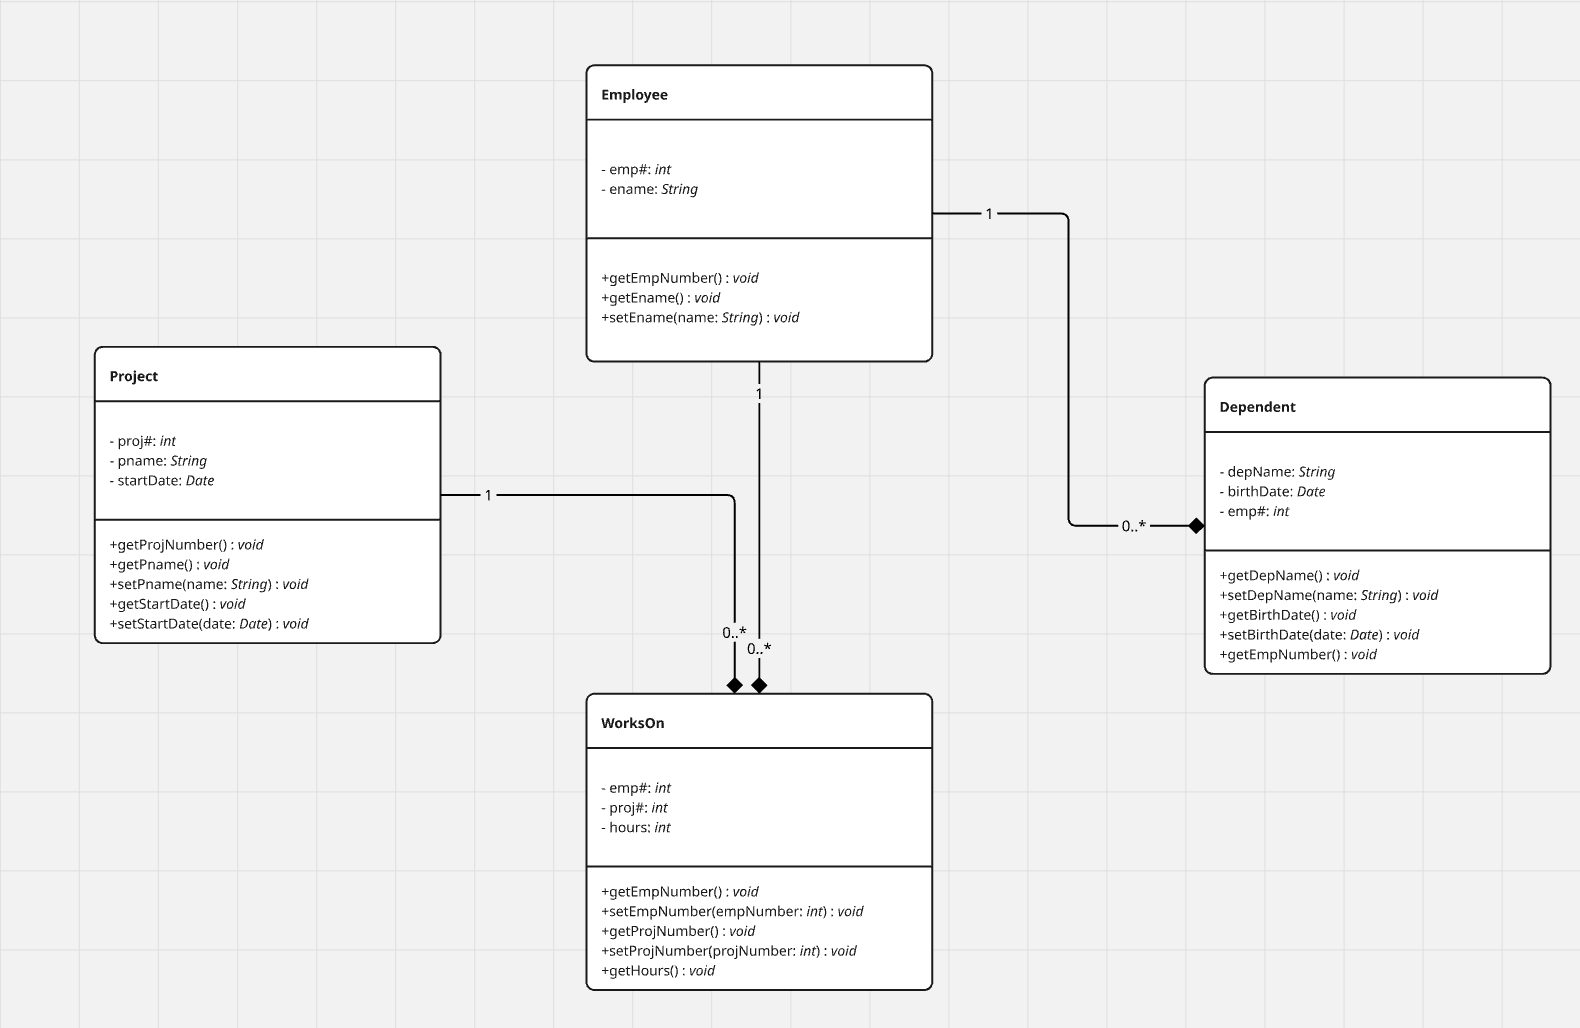 Employee
- emp#: int
- ename: String
+getEmpNumber() : void
+getEname() : void
+setEname(name: String) : void
1
1
Project
- proj#: int
- pname: String
- startDate: Date
+getProjNumber() : void
+getPname() : void
+setPname(name: String) : void
+getStartDate() : void
+setStartDate(date: Date) : void
1
0..*
0..*
0..*
Dependent
- depName: String
- birthDate: Date
- emp#: int
+getDepName() : void
+setDepName(name: String) : void
+getBirthDate() : void
+setBirthDate(date: Date) : void
+getEmpNumber() : void
WorksOn
- emp#: int
- proj#: int
- hours: int
+getEmpNumber() : void
+setEmpNumber(empNumber: int) : void
+getProjNumber() : void
+setProjNumber(projNumber: int) : void
+getHours() : void